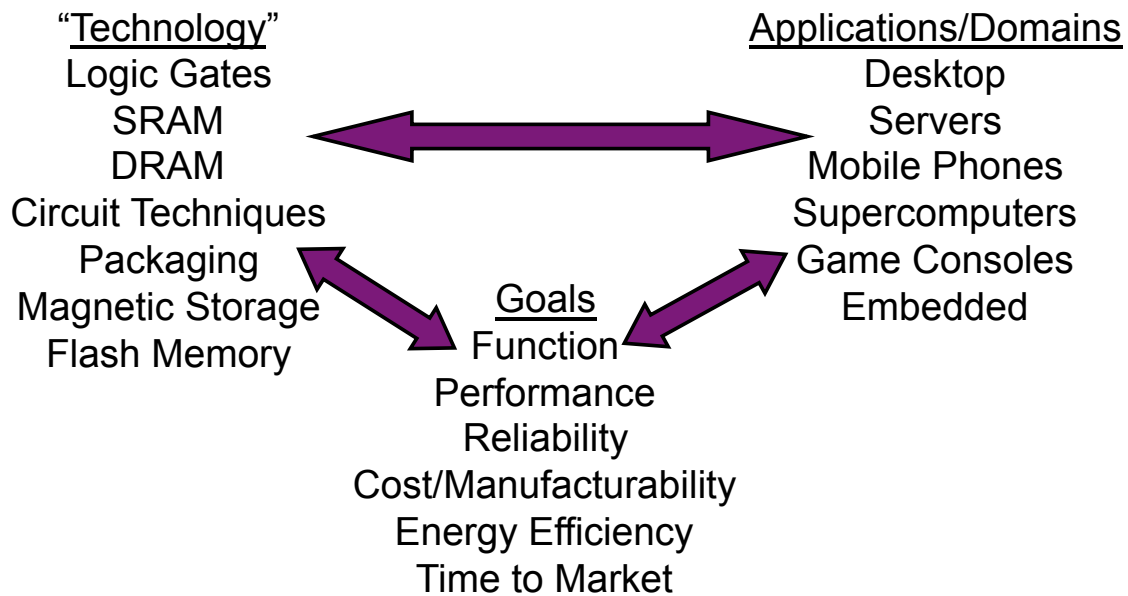 “Technology”
Logic Gates
SRAM
DRAM
Circuit Techniques
Packaging
Magnetic Storage
Flash Memory
Applications/Domains
Desktop
Servers
Mobile Phones
Supercomputers
Game Consoles
Embedded
Goals
Function
Performance
Reliability
Cost/Manufacturability
Energy Efficiency
Time to Market